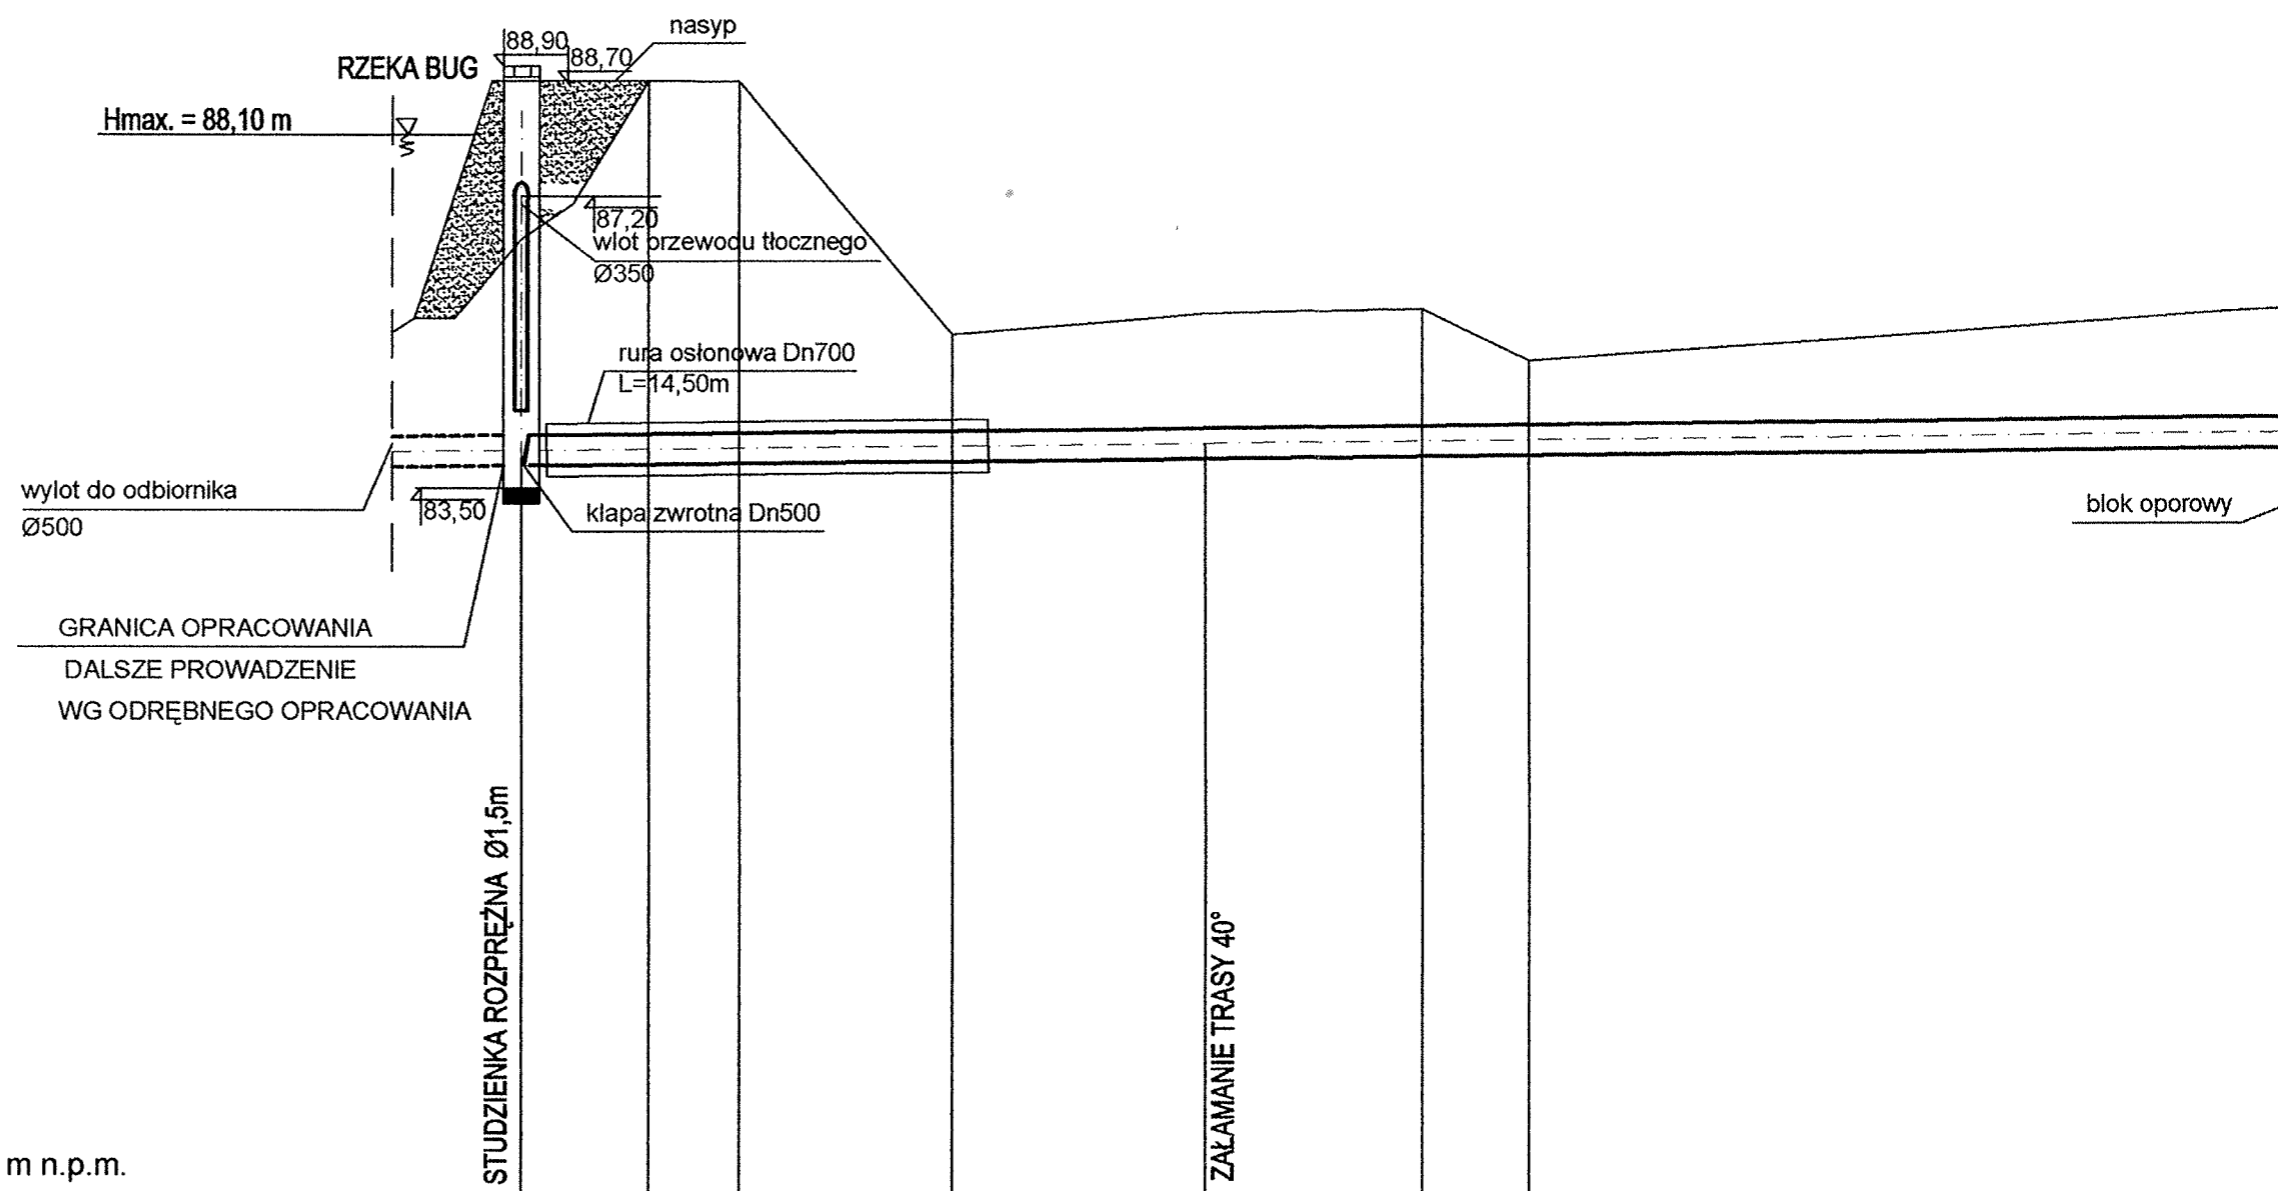 nasyp
88,90
88,70
RZEKA BUG
Hmax. = 88,10 m
87,20
wlot przewodu tłocznego
Ø350
rura osłonowa Dn700
L=14,50m
wylot do odbiornika
Ø500
83,50
klapa zwrotna Dn500
blok oporowy
GRANICA OPRACOWANIA
DALSZE PROWADZENIE
WG ODRĘBNEGO OPRACOWANIA
STUDZIENKA ROZPRĘŻNA Ø1,5m
ZAŁAMANIE TRASY 40°
m n.p.m.